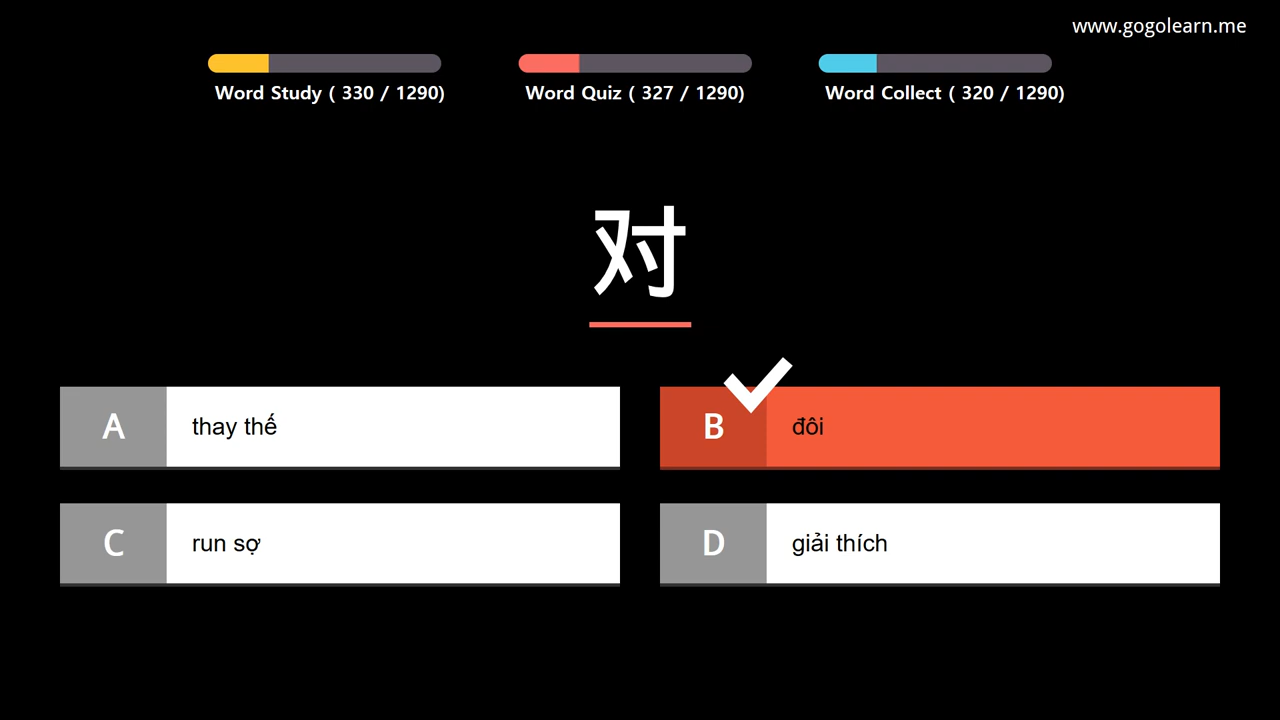 www.gogolearn.me
Word Study ( 330 / 1290)
Word Quiz ( 327 / 1290)
Word Collect ( 320 / 1290)
对
A thay thế
B đôi
C run sợ
D giải thích